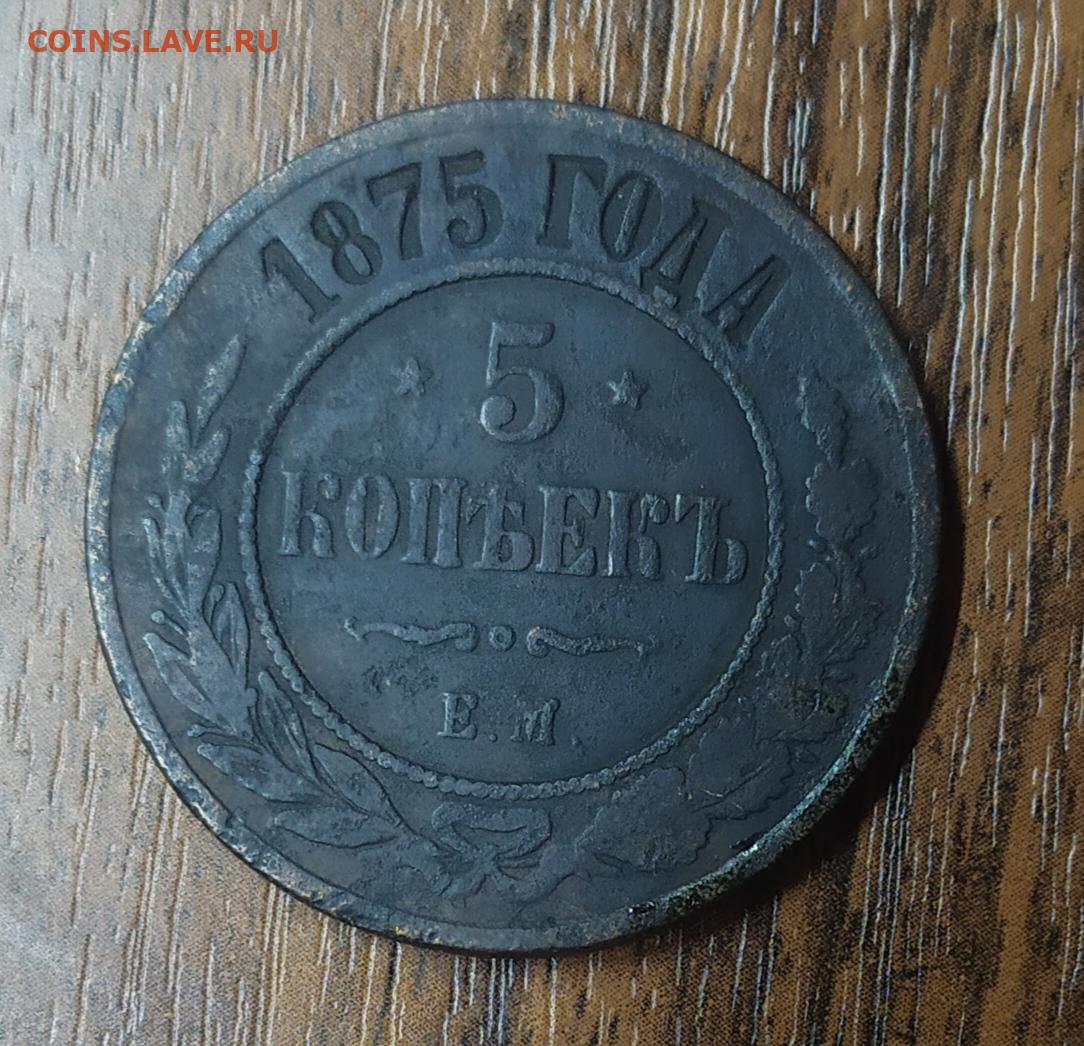 COINS.LAVE.RU
1875 ГОДА
5
КОПѢЕКЪ
Е.М.